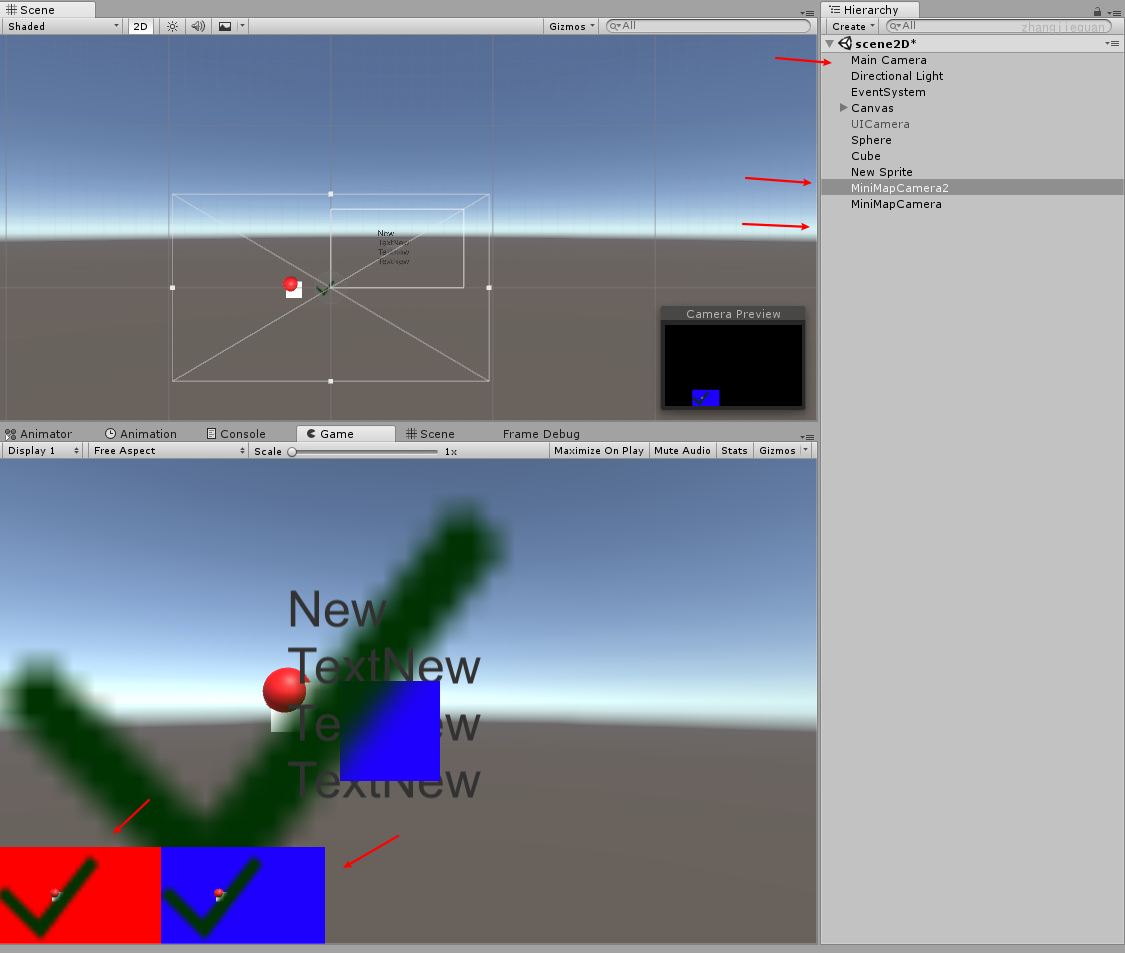 Scene
Shaded 2D Gizmos All
New
TextNew
TextNew
TextNew
Camera Preview
Animator Animation Console Game Scene Frame Debug
Display 1 Free Aspect Scale 1x Maximize On Play Mute Audio Stats Gizmos
New
TextNew
Te w
TextNew
Hierarchy
Create All zhangjiequan
scene2D*
Main Camera
Directional Light
EventSystem
Canvas
UICamera
Sphere
Cube
New Sprite
MiniMapCamera2
MiniMapCamera